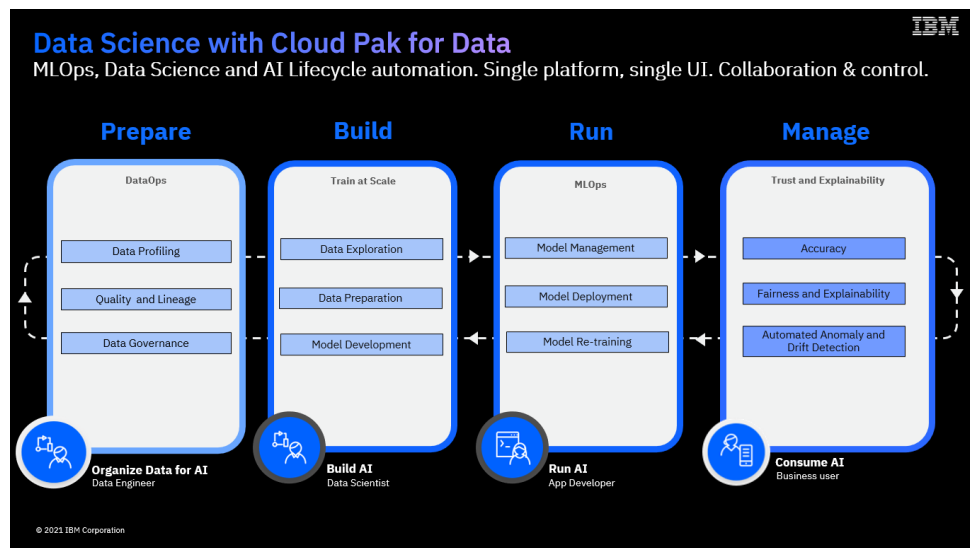 IBM
Data Science with Cloud Pak for Data
MLOps, Data Science and AI Lifecycle automation. Single platform, single UI. Collaboration & control.
Prepare
DataOps
Data Profiling
Quality and Lineage
Data Governance
Organize Data for AI
Data Engineer
Build
Train at Scale
Data Exploration
Data Preparation
Model Development
Build AI
Data Scientist
Run
MLOps
Model Management
Model Deployment
Model Re-training
Run AI
App Developer
Manage
Trust and Explainability
Accuracy
Fairness and Explainability
Automated Anomaly and
Drift Detection
Consume AI
Business user
© 2021 IBM Corporation